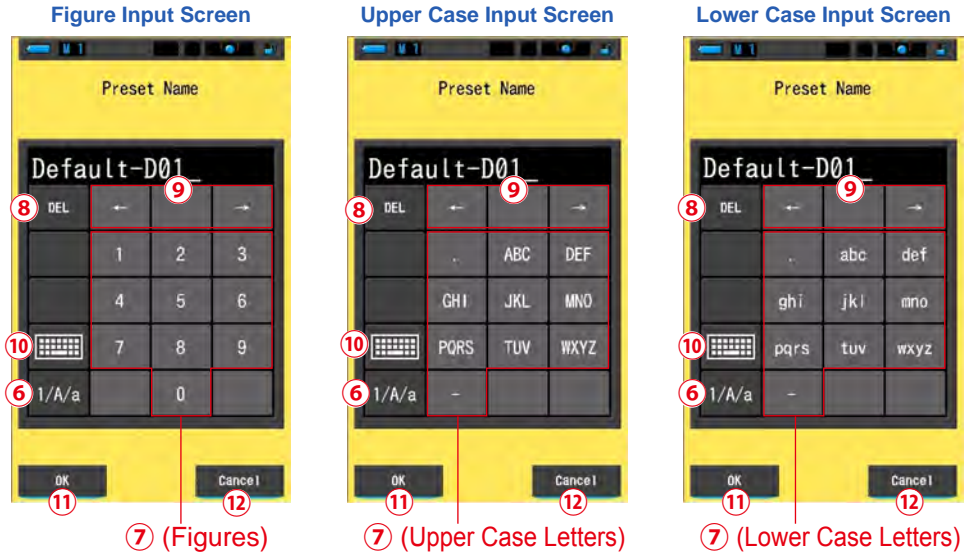 Figure Input Screen
M 1
Preset Name
Default-D01_
⑧ DEL ← ⑨ →
1 2 3
4 5 6
⑩ 7 8 9
⑥ 1/A/a 0
OK Cancel
⑪ ⑫
⑦ (Figures)
Upper Case Input Screen
M 1
Preset Name
Default-D01_
⑧ DEL ← ⑨ →
. ABC DEF
GHI JKL MNO
⑩ PQRS TUV WXYZ
⑥ 1/A/a -
OK Cancel
⑪ ⑫
⑦ (Upper Case Letters)
Lower Case Input Screen
M 1
Preset Name
Default-D01_
⑧ DEL ← ⑨ →
. abc def
ghi jkl mno
⑩ pqrs tuv wxyz
⑥ 1/A/a -
OK Cancel
⑪ ⑫
⑦ (Lower Case Letters)